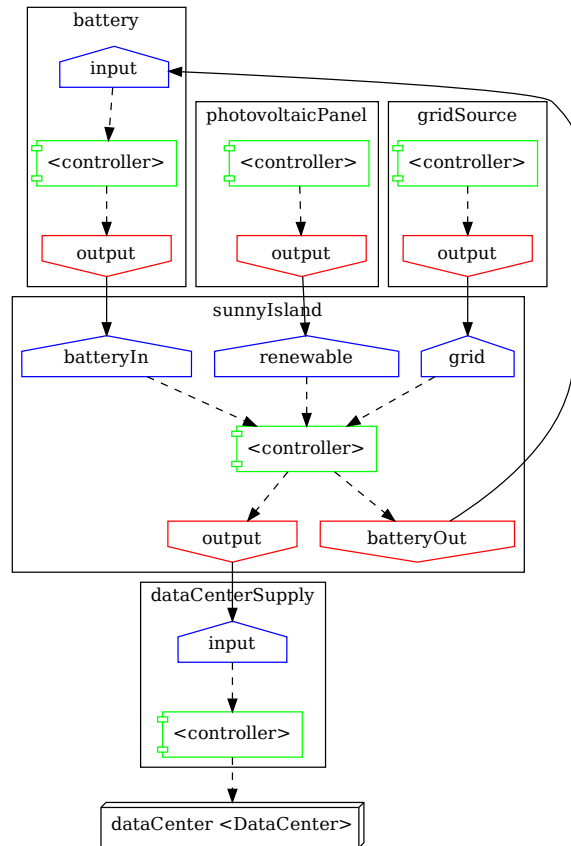 battery
input
photovoltaicPanel
gridSource
<controller>
<controller>
<controller>
output
output
output
sunnyIsland
batteryIn
renewable
grid
<controller>
output
batteryOut
dataCenterSupply
input
<controller>
dataCenter <DataCenter>